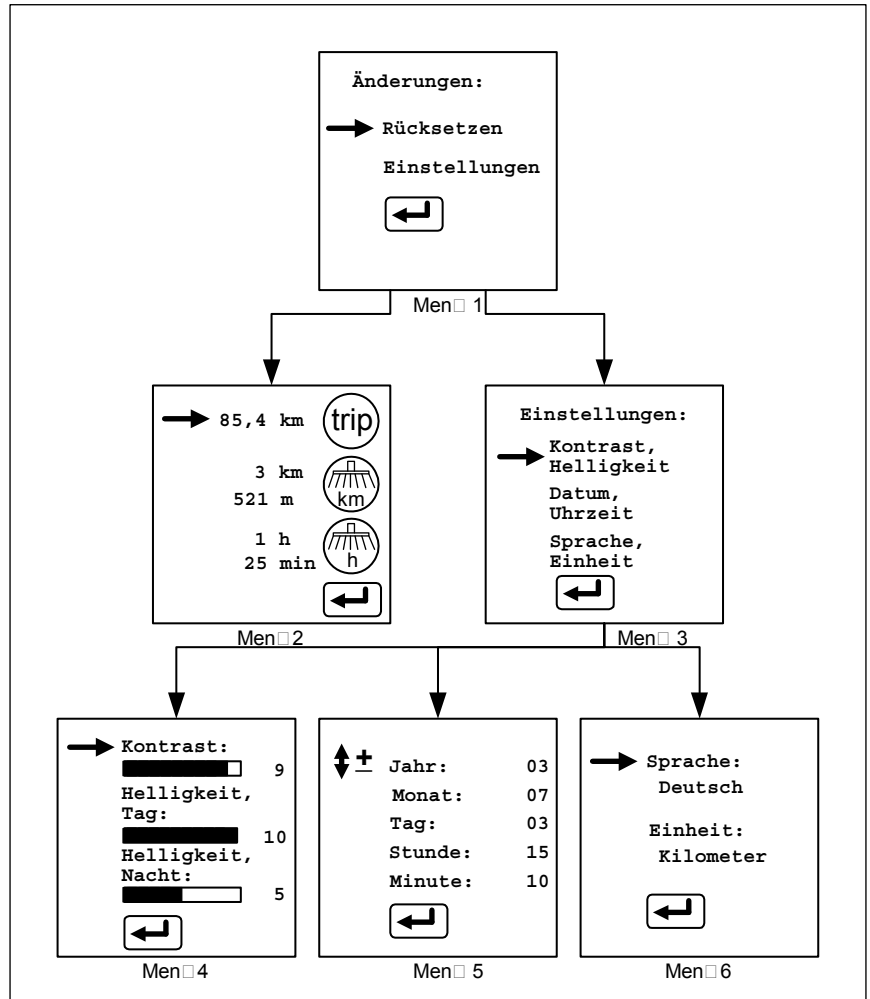 Änderungen:
Rücksetzen
Einstellungen
Men□ 1
85,4 km
trip
3 km
521 m
km
1 h
25 min
h
Men□ 2
Einstellungen:
Kontrast,
Helligkeit
Datum,
Uhrzeit
Sprache,
Einheit
Men□ 3
Kontrast:
9
Helligkeit,
Tag:
10
Helligkeit,
Nacht:
5
Men□ 4
±
Jahr: 03
Monat: 07
Tag: 03
Stunde: 15
Minute: 10
Men□ 5
Sprache:
Deutsch
Einheit:
Kilometer
Men□ 6